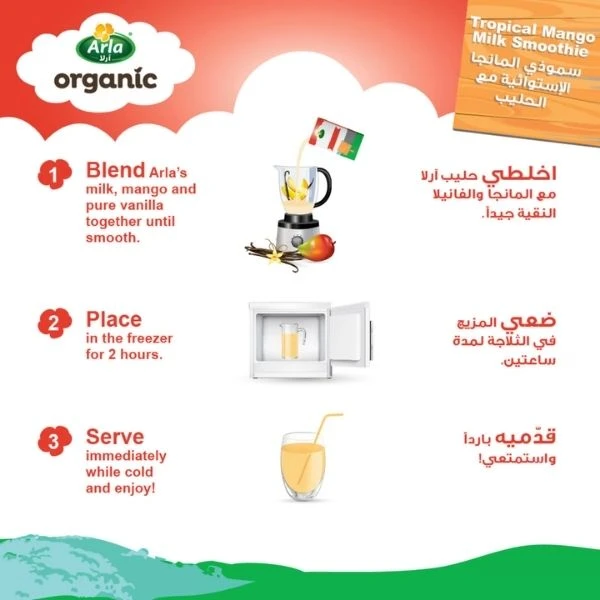 Arla
آرلا
organic
Tropical Mango
Milk Smoothie
سموذي المانجا
الإستوائية مع
الحليب
1
Blend Arla's
milk, mango and
pure vanilla
together until
smooth.
اخلطي حليب آرلا
مع المانجا والفانيلا
النقية جيداً.
2
Place
in the freezer
for 2 hours.
ضعي المزيج
في الثلاجة لمدة
ساعتين.
3
Serve
immediately
while cold
and enjoy!
قدّميه بارداً
واستمتعي!